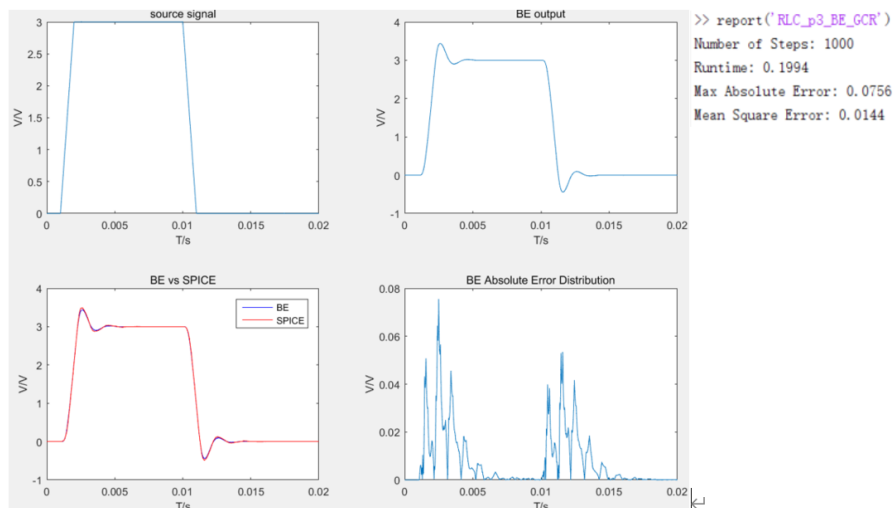 source signal
V/V
3
2.5
2
1.5
1
0.5
0
0 0.005 0.01 0.015 0.02
T/s
BE output
V/V
4
3
2
1
0
-1
0 0.005 0.01 0.015 0.02
T/s
>> report('RLC_p3_BE_GCR')
Number of Steps: 1000
Runtime: 0.1994
Max Absolute Error: 0.0756
Mean Square Error: 0.0144
BE vs SPICE
V/V
4
3
2
1
0
-1
BE
SPICE
0 0.005 0.01 0.015 0.02
T/s
BE Absolute Error Distribution
V/V
0.08
0.06
0.04
0.02
0
0 0.005 0.01 0.015 0.02
T/s